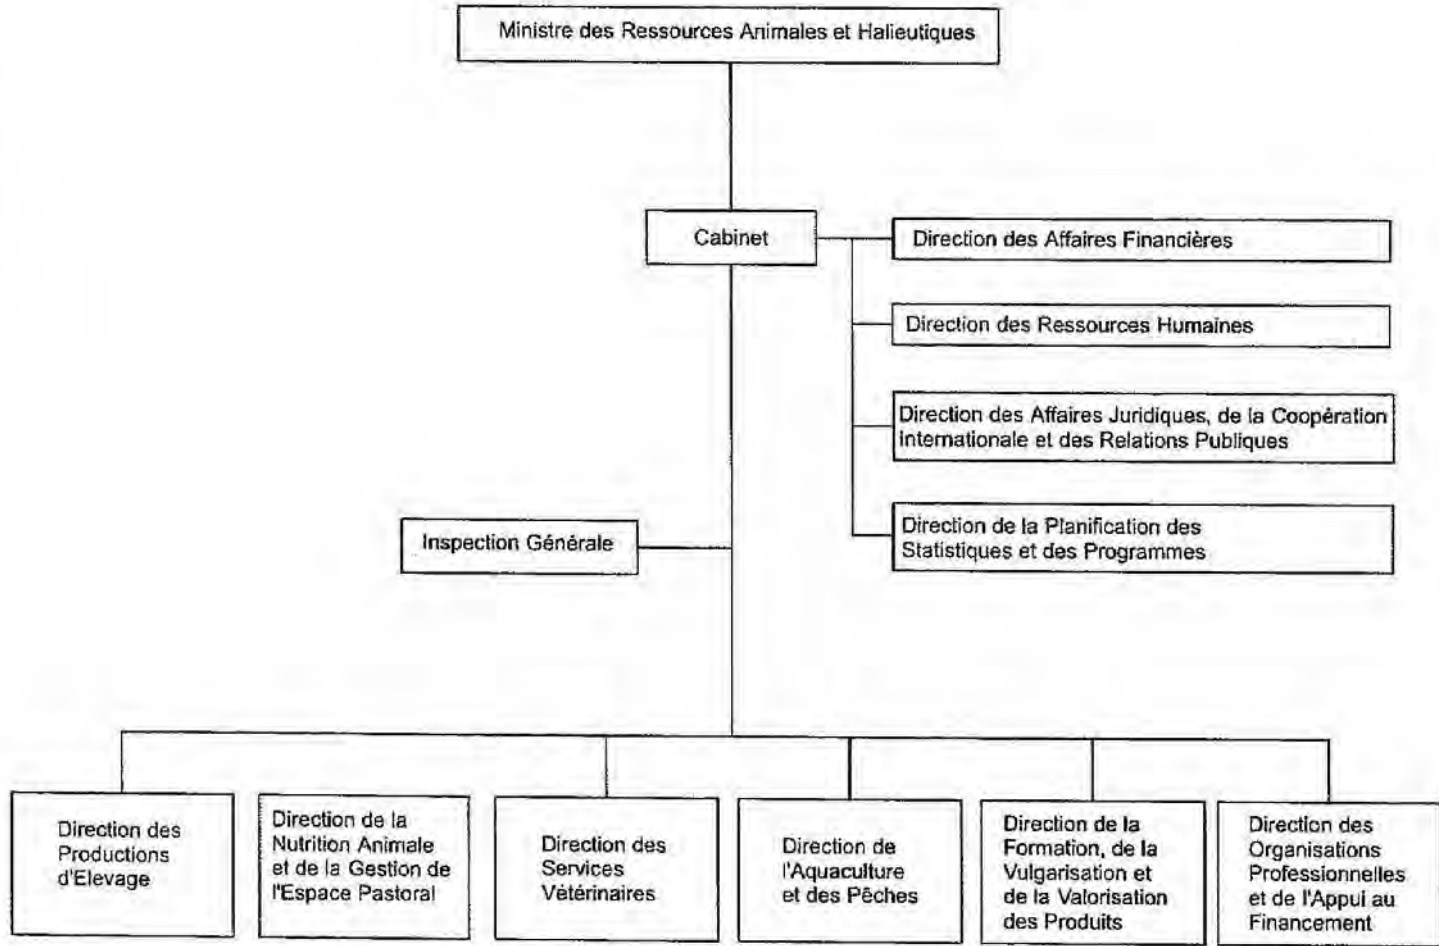 Ministre des Ressources Animales et Halieutiques
Cabinet
Direction des Affaires Financières
Direction des Ressources Humaines
Direction des Affaires Juridiques, de la Coopération
Internationale et des Relations Publiques
Inspection Générale
Direction de la Planification des
Statistiques et des Programmes
Direction des
Productions
d'Elevage
Direction de la
Nutrition Animale
et de la Gestion de
l'Espace Pastoral
Direction des
Services
Vétérinaires
Direction de
l'Aquaculture
et des Pêches
Direction de la
Formation, de la
Vulgarisation et
de la Valorisation
des Produits
Direction des
Organisations
Professionnelles
et de l'Appui au
Financement